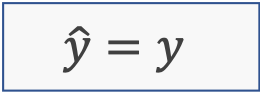 ŷ = y